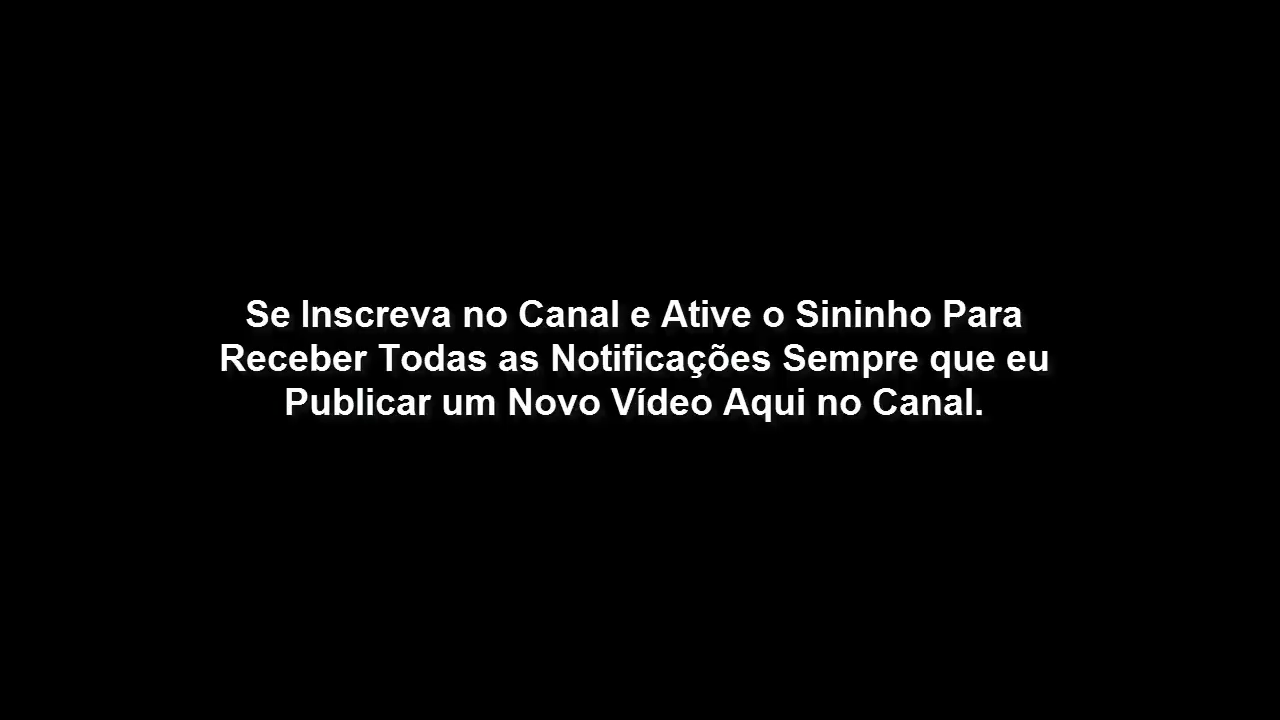 Se Inscreva no Canal e Ative o Sininho Para
Receber Todas as Notificações Sempre que eu
Publicar um Novo Vídeo Aqui no Canal.